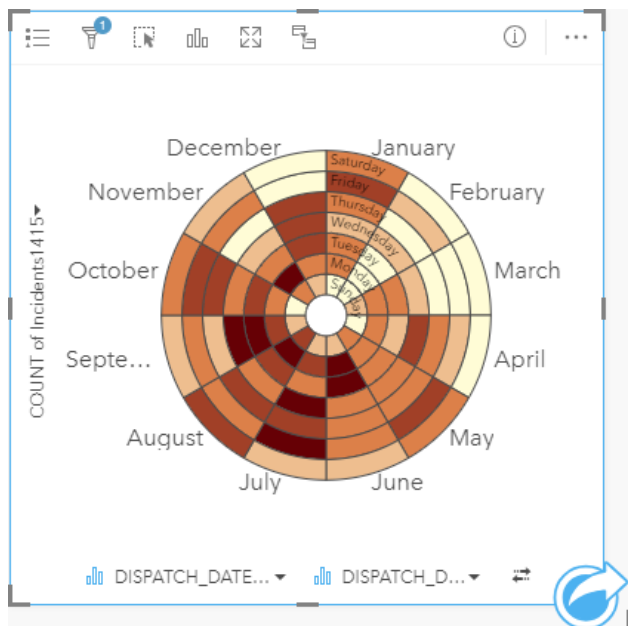 1
December
January
November
February
October
March
Septe...
April
August
May
July
June
Saturday
Friday
Thursday
Wednesday
Tuesday
Monday
Sunday
COUNT of Incidents1415
DISPATCH_DATE...
DISPATCH_D...